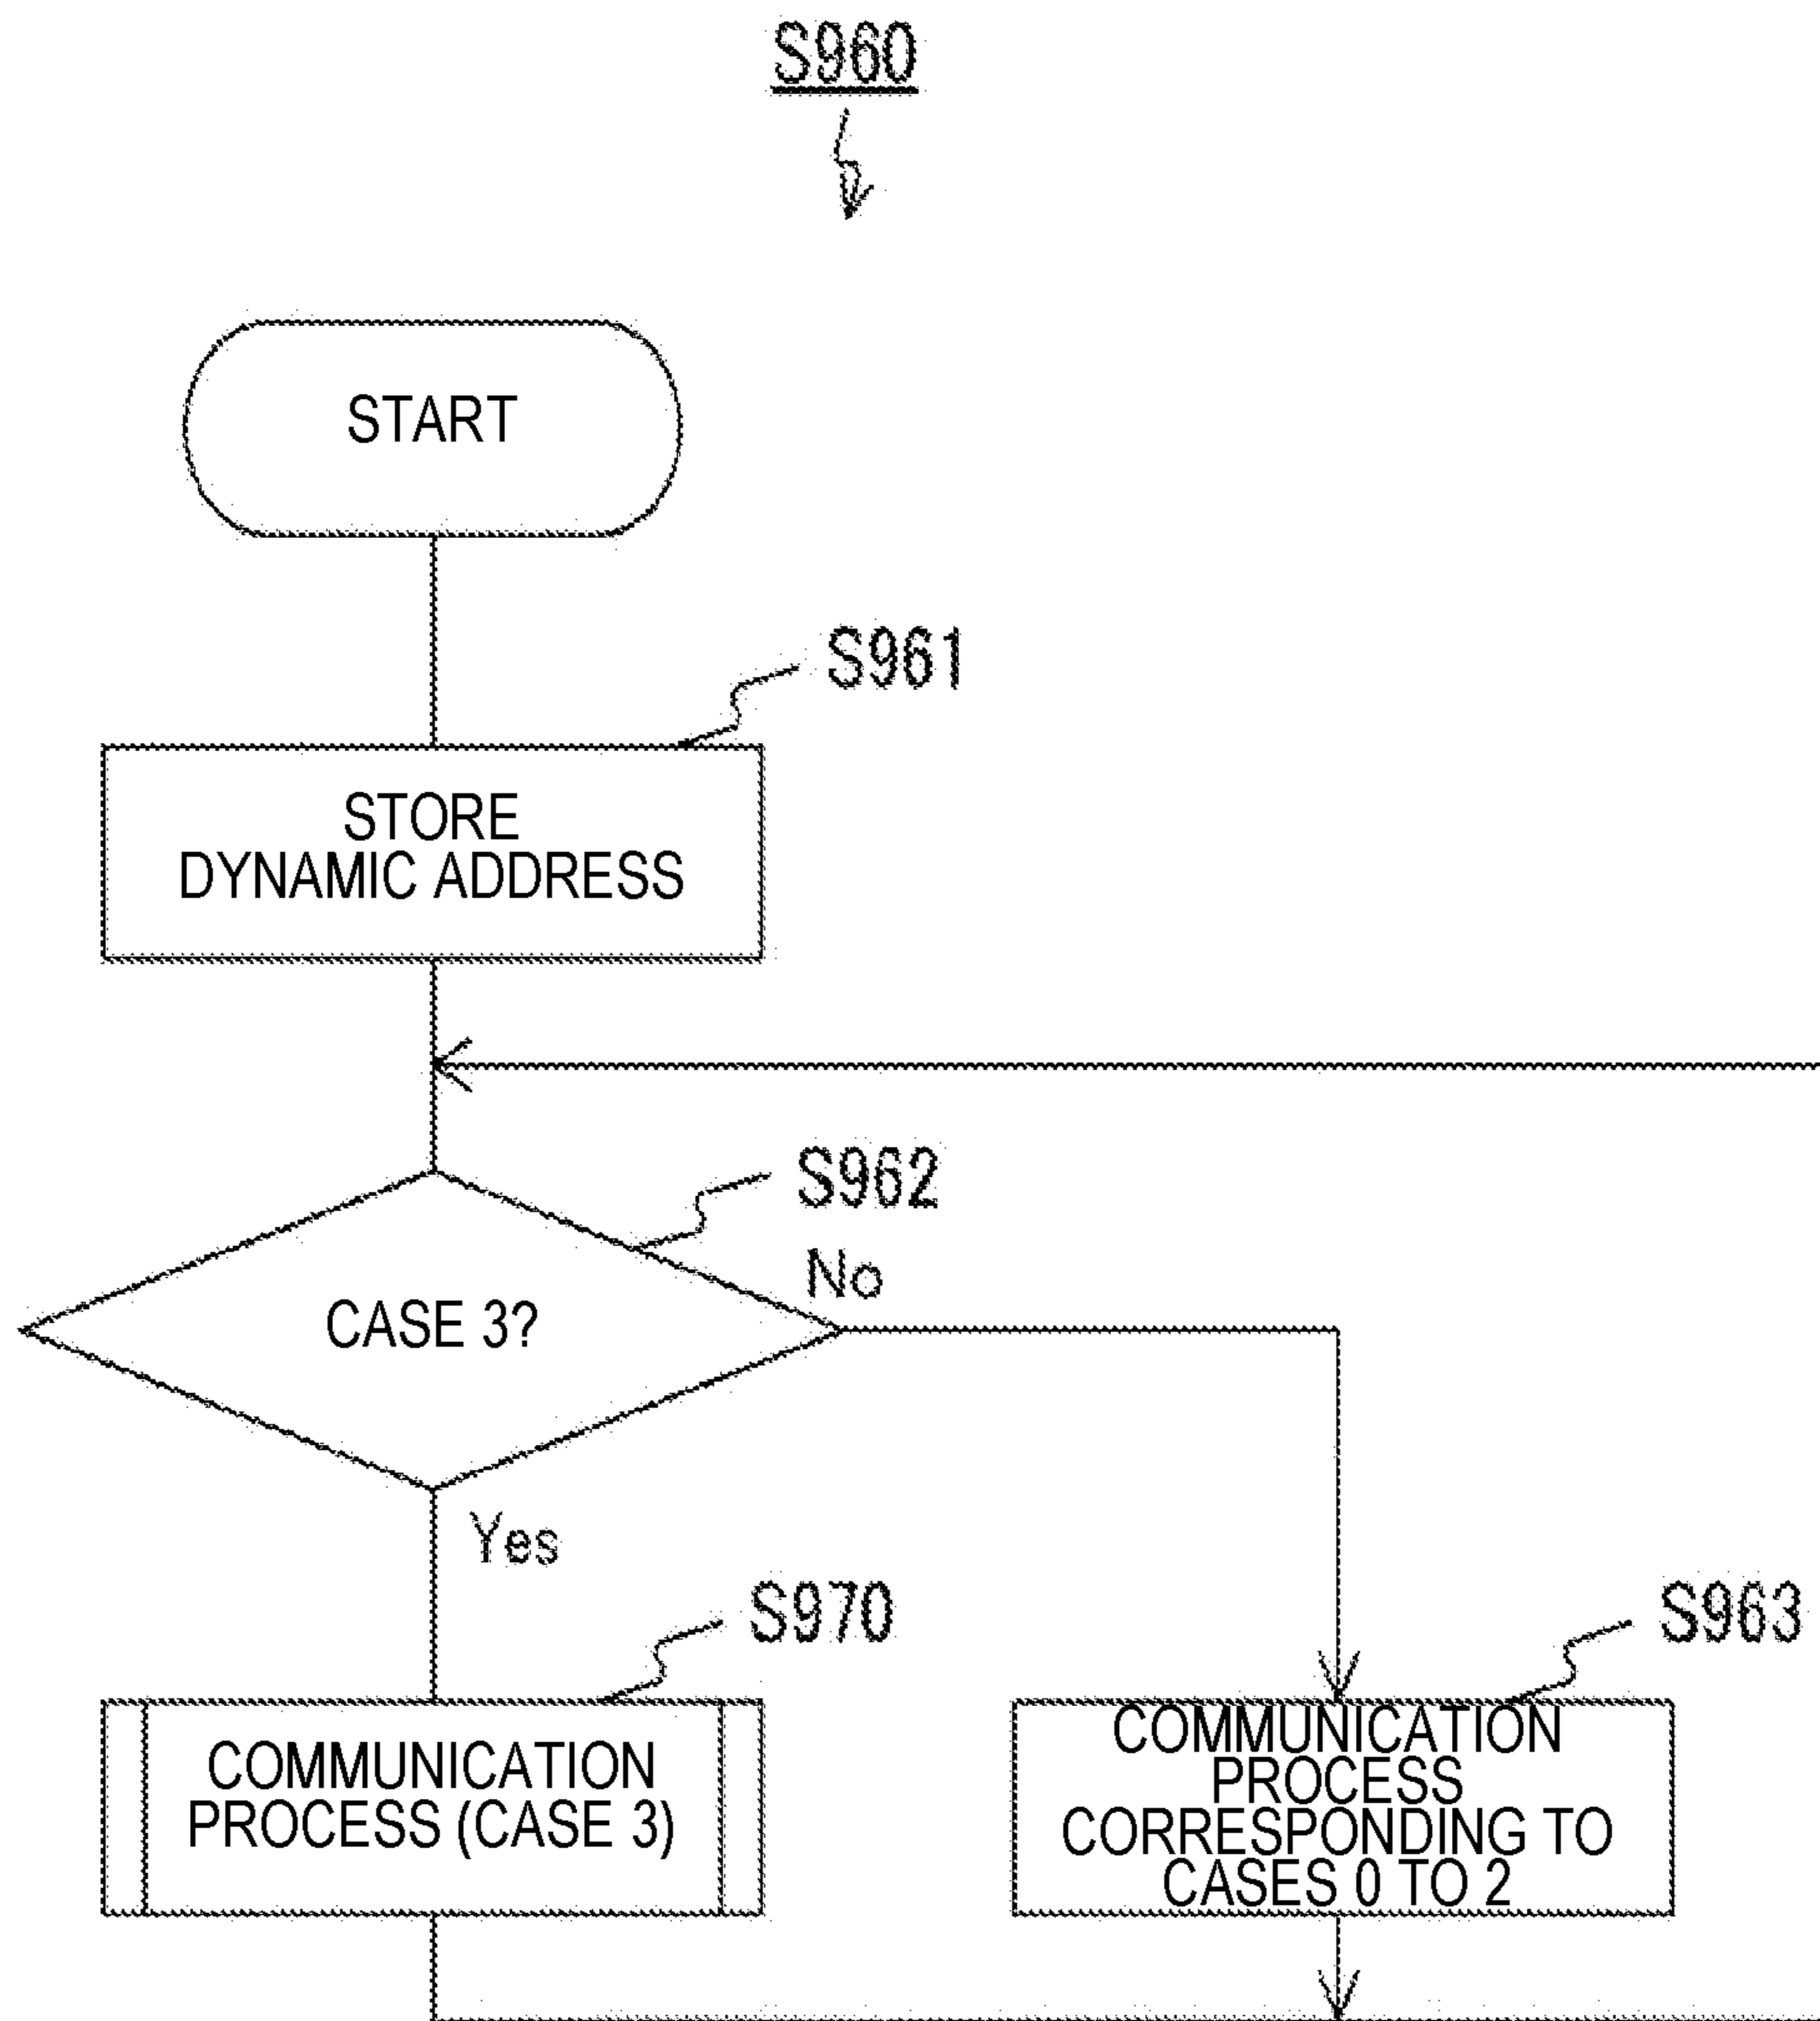 S960
START
S961
STORE
DYNAMIC ADDRESS
S962
No
CASE 3?
Yes
S970
S963
COMMUNICATION
PROCESS (CASE 3)
COMMUNICATION
PROCESS
CORRESPONDING TO
CASES 0 TO 2